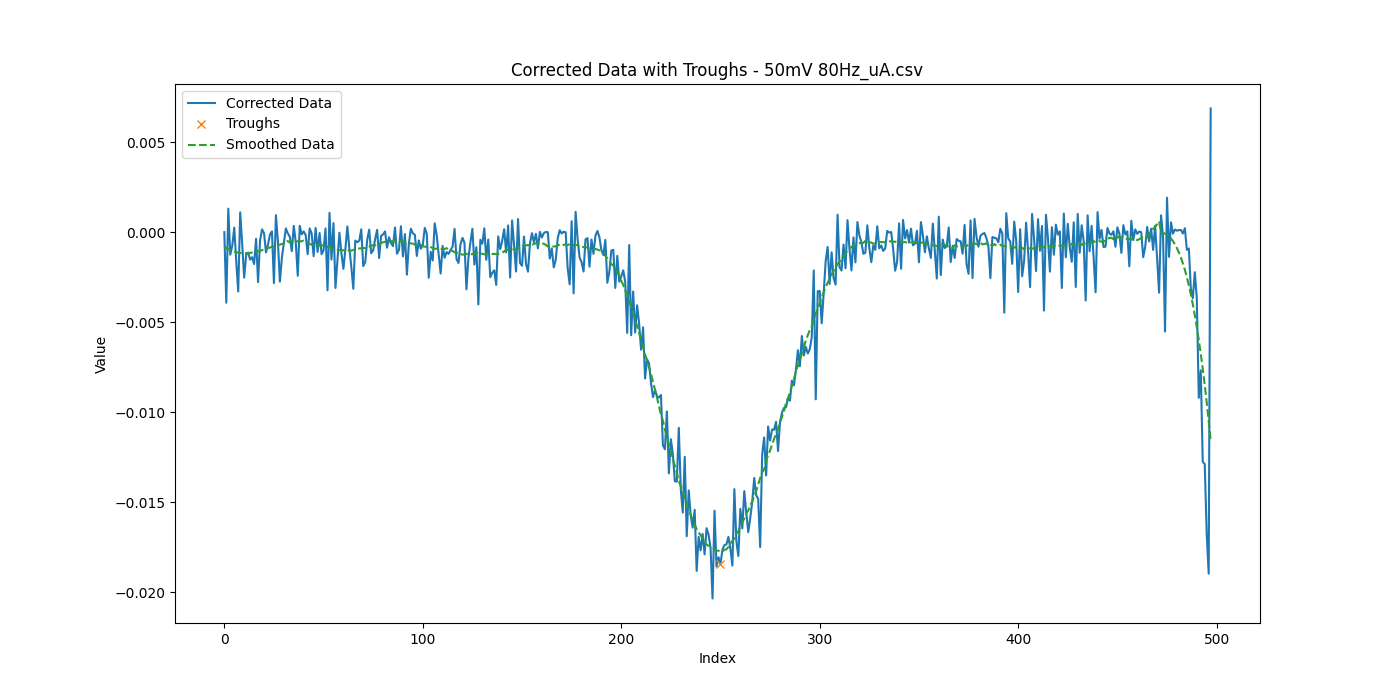 Corrected Data with Troughs - 50mV 80Hz_uA.csv
Corrected Data
Troughs
Smoothed Data
0.005
0.000
−0.005
−0.010
−0.015
−0.020
Value
0 100 200 300 400 500
Index